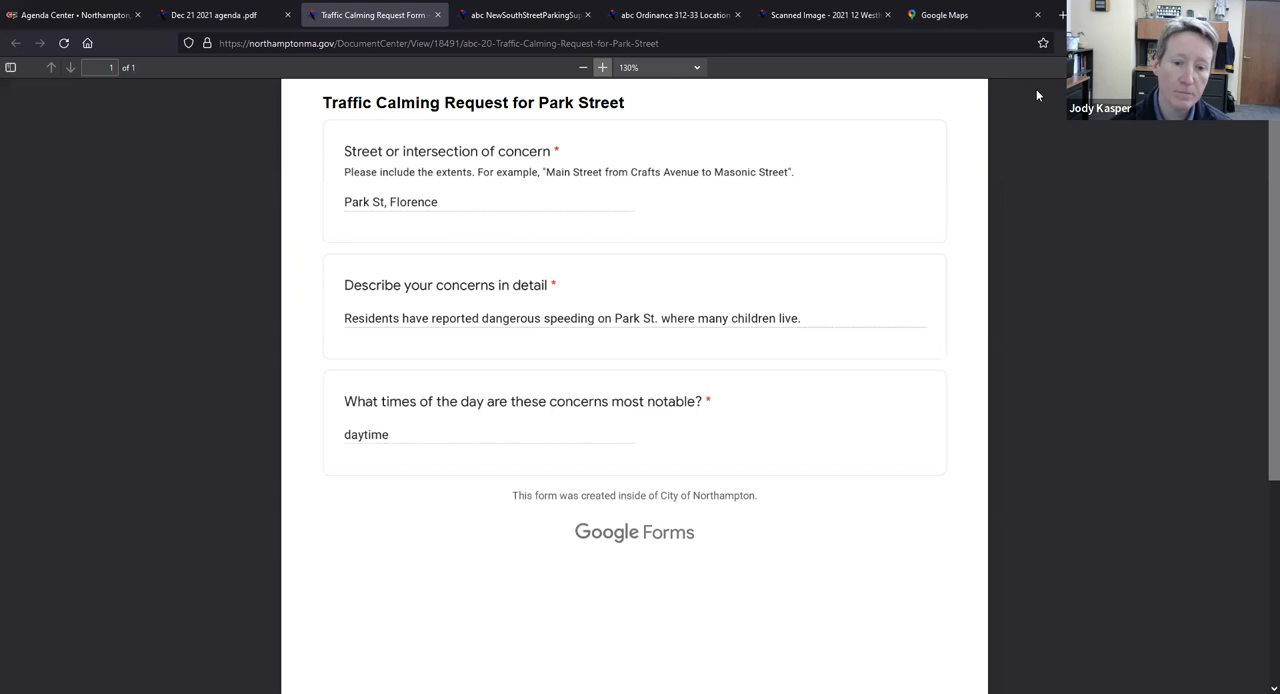 Agenda Center • Northampton,
Dec 21 2021 agenda .pdf
Traffic Calming Request Form -
abc NewSouthStreetParkingSup
abc Ordinance 312-33 Location
Scanned Image - 2021 12 Westh
Google Maps
https://northamptonma.gov/DocumentCenter/View/18491/abc-20-Traffic-Calming-Request-for-Park-Street
1 of 1
130%
Jody Kasper
Traffic Calming Request for Park Street
Street or intersection of concern *
Please include the extents. For example, "Main Street from Crafts Avenue to Masonic Street".
Park St, Florence
Describe your concerns in detail *
Residents have reported dangerous speeding on Park St. where many children live.
What times of the day are these concerns most notable? *
daytime
This form was created inside of City of Northampton.
Google Forms